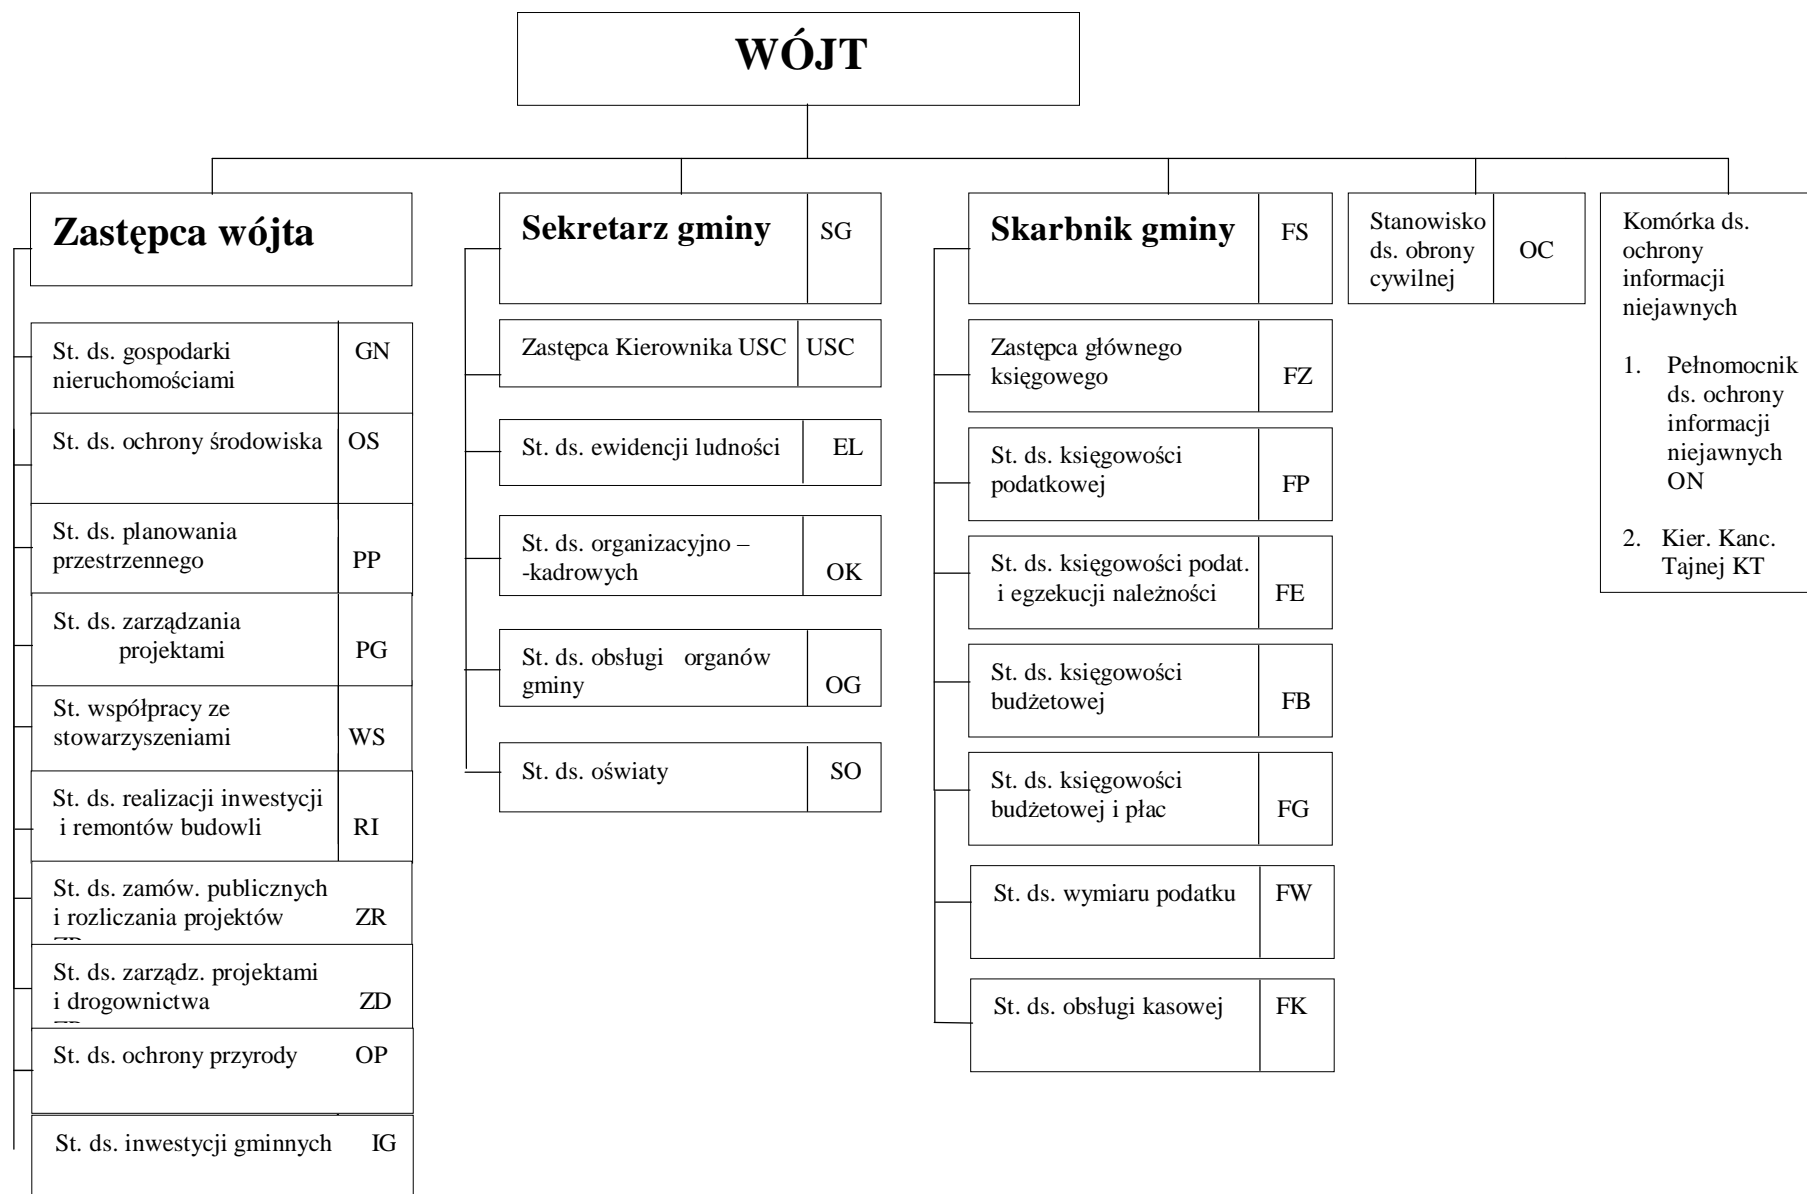 WÓJT
Zastępca wójta
St. ds. gospodarki GN
nieruchomościami
St. ds. ochrony środowiska OS
St. ds. planowania
przestrzennego PP
St. ds. zarządzania
projektami PG
St. współpracy ze
stowarzyszeniami WS
St. ds. realizacji inwestycji
i remontów budowli RI
St. ds. zamów. publicznych
i rozliczania projektów ZR
St. ds. zarządz. projektami
i drogownictwa ZD
St. ds. ochrony przyrody OP
St. ds. inwestycji gminnych IG
Sekretarz gminy SG
Zastępca Kierownika USC USC
St. ds. ewidencji ludności EL
St. ds. organizacyjno –
-kadrowych OK
St. ds. obsługi organów
gminy OG
St. ds. oświaty SO
Skarbnik gminy FS
Zastępca głównego
księgowego FZ
St. ds. księgowości
podatkowej FP
St. ds. księgowości podat.
i egzekucji należności FE
St. ds. księgowości
budżetowej FB
St. ds. księgowości
budżetowej i płac FG
St. ds. wymiaru podatku FW
St. ds. obsługi kasowej FK
Stanowisko
ds. obrony OC
cywilnej
Komórka ds.
ochrony
informacji
niejawnych
1. Pełnomocnik
ds. ochrony
informacji
niejawnych
ON
2. Kier. Kanc.
Tajnej KT